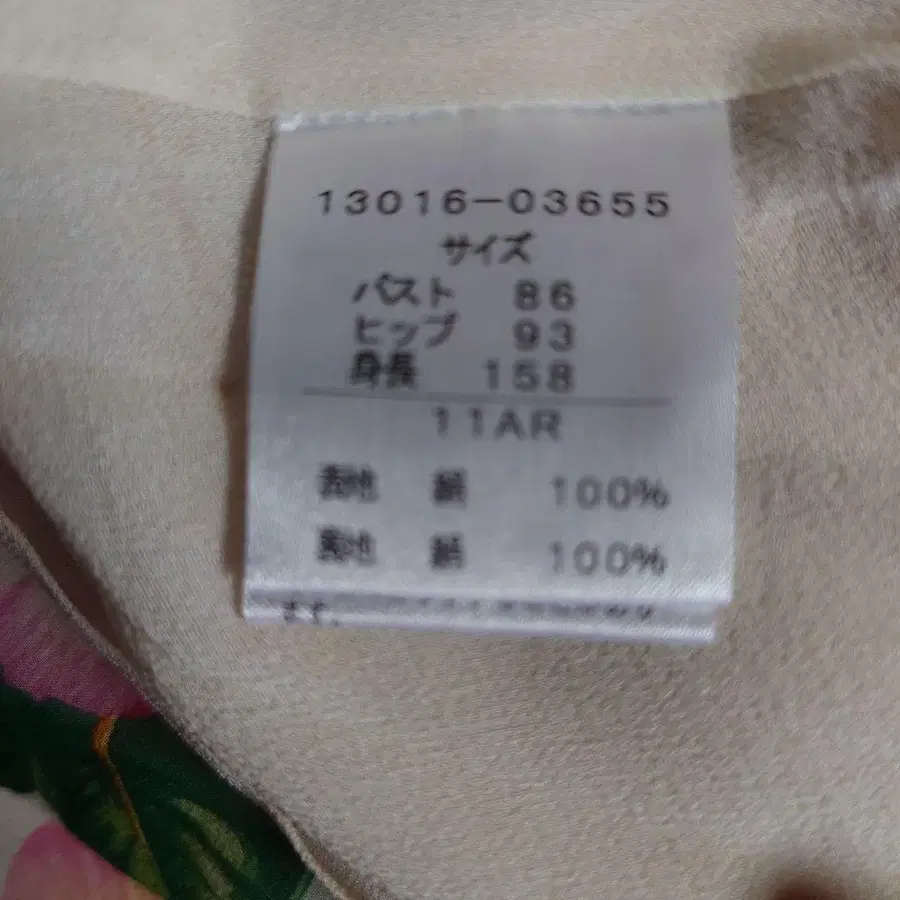 13016-03655
サイズ
バスト 86
ヒップ 93
身長 158
11AR
表地 絹 100%
裏地 絹 100%